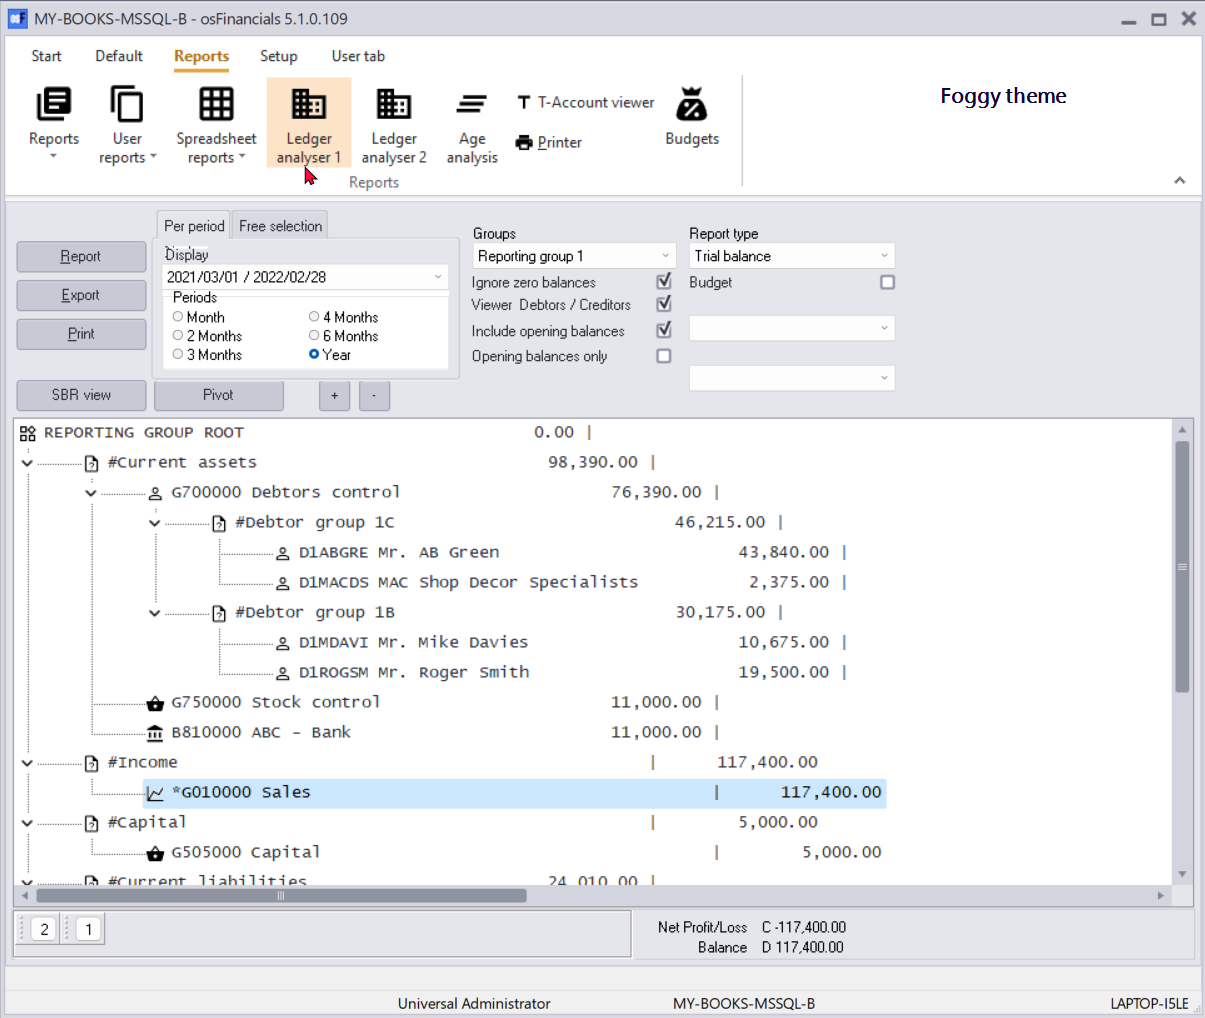 MY-BOOKS-MSSQL-B - osFinancials 5.1.0.109
Start Default Reports Setup User tab
Foggy theme
Reports
User reports
Spreadsheet reports
Ledger analyser 1
Ledger analyser 2
Age analysis
T-Account viewer
Printer
Budgets
Reports
Per period Free selection
Report
Export
Print
Display
2021/03/01 / 2022/02/28
Periods
Month 4 Months
2 Months 6 Months
3 Months Year
Groups
Reporting group 1
Ignore zero balances
Viewer Debtors / Creditors
Include opening balances
Opening balances only
Report type
Trial balance
Budget
SBR view Pivot + -
REPORTING GROUP ROOT 0.00 |
#Current assets 98,390.00 |
G700000 Debtors control 76,390.00 |
#Debtor group 1C 46,215.00 |
D1ABGRE Mr. AB Green 43,840.00 |
D1MACDS MAC Shop Decor Specialists 2,375.00 |
#Debtor group 1B 30,175.00 |
D1MDAVI Mr. Mike Davies 10,675.00 |
D1ROGSM Mr. Roger Smith 19,500.00 |
G750000 Stock control 11,000.00 |
B810000 ABC - Bank 11,000.00 |
#Income | 117,400.00
*G010000 Sales | 117,400.00
#Capital | 5,000.00
G505000 Capital | 5,000.00
#Current liabilities 24,010.00 |
2 1
Net Profit/Loss C -117,400.00
Balance D 117,400.00
Universal Administrator MY-BOOKS-MSSQL-B LAPTOP-I5LE